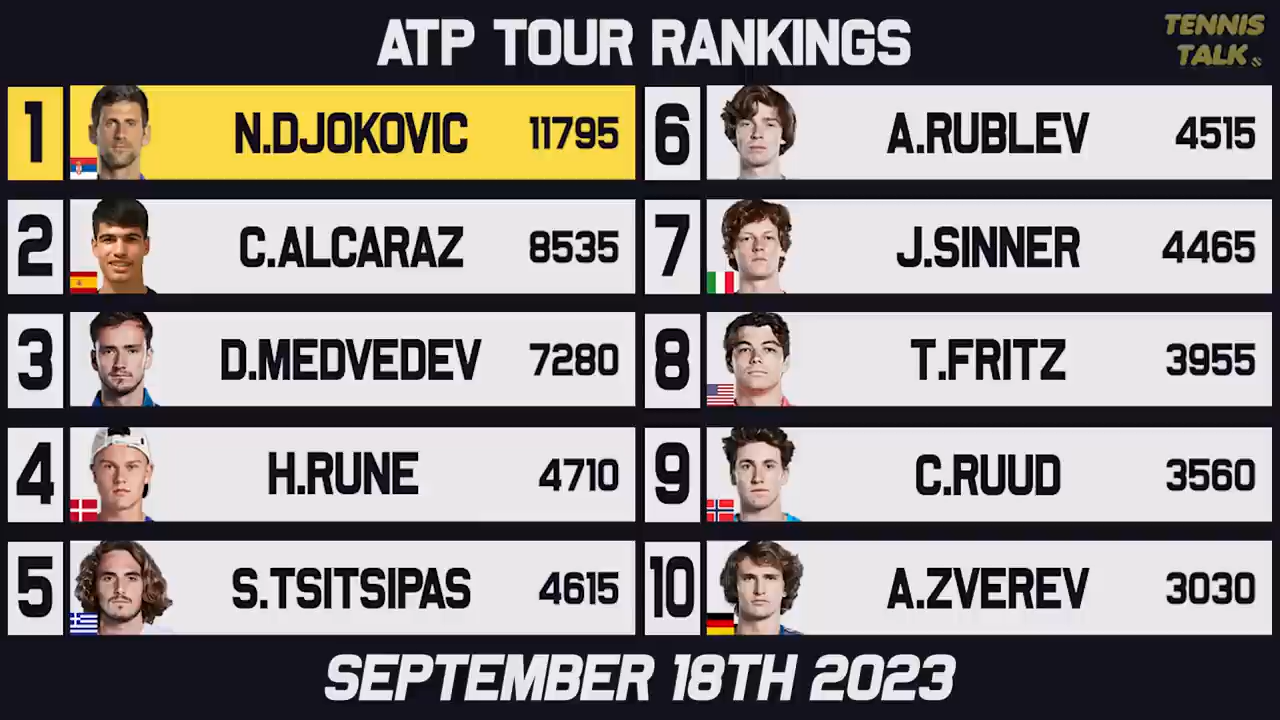 ATP TOUR RANKINGS
TENNIS
TALK
1 N.DJOKOVIC 11795
2 C.ALCARAZ 8535
3 D.MEDVEDEV 7280
4 H.RUNE 4710
5 S.TSITSIPAS 4615
6 A.RUBLEV 4515
7 J.SINNER 4465
8 T.FRITZ 3955
9 C.RUUD 3560
10 A.ZVEREV 3030
SEPTEMBER 18TH 2023